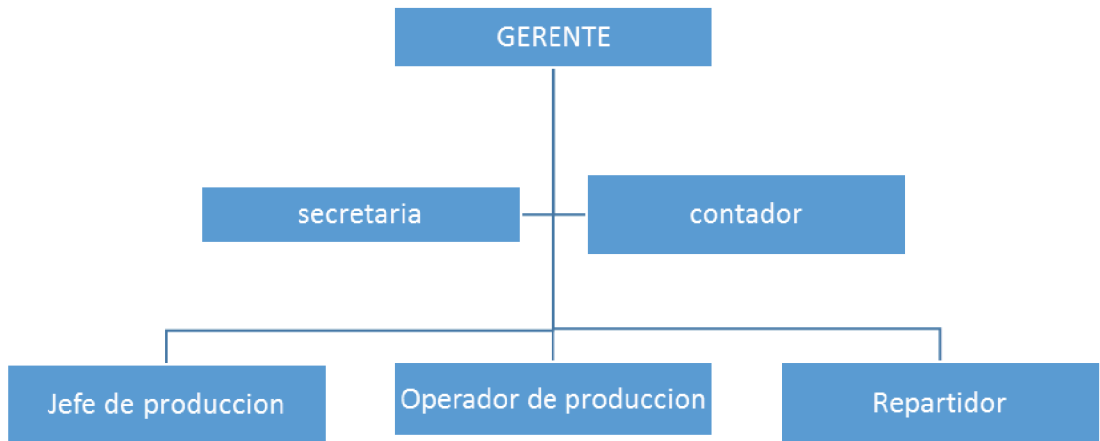 GERENTE
secretaria
contador
Jefe de produccion
Operador de produccion
Repartidor